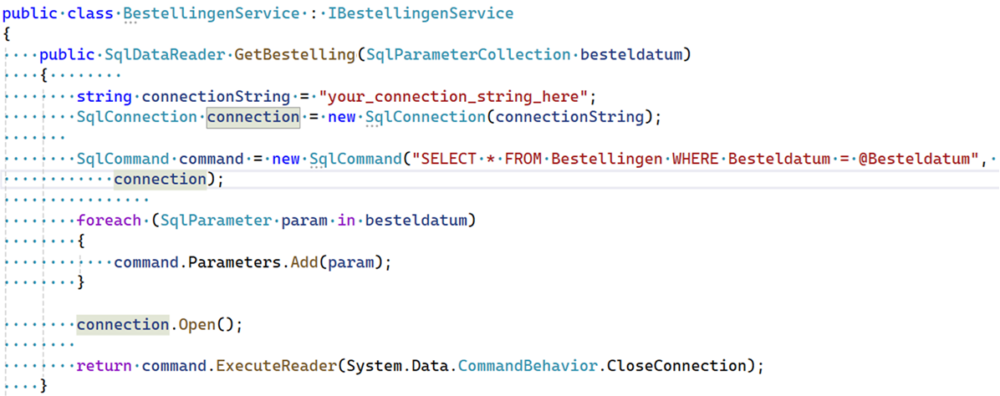 public class BestellingenService : IBestellingenService
{
    public SqlDataReader GetBestelling(SqlParameterCollection besteldatum)
    {
        string connectionString = "your_connection_string_here";
        SqlConnection connection = new SqlConnection(connectionString);
        SqlCommand command = new SqlCommand("SELECT * FROM Bestellingen WHERE Besteldatum = @Besteldatum",
            connection);
        foreach (SqlParameter param in besteldatum)
        {
            command.Parameters.Add(param);
        }
        connection.Open();
        return command.ExecuteReader(System.Data.CommandBehavior.CloseConnection);
    }